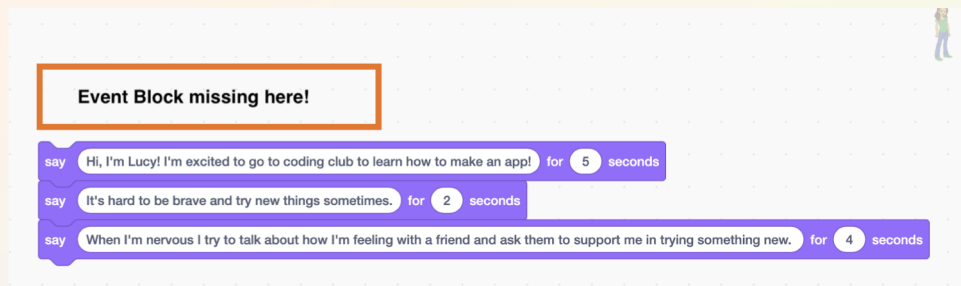 Event Block missing here!
say Hi, I'm Lucy! I'm excited to go to coding club to learn how to make an app! for 5 seconds
say It's hard to be brave and try new things sometimes. for 2 seconds
say When I'm nervous I try to talk about how I'm feeling with a friend and ask them to support me in trying something new. for 4 seconds